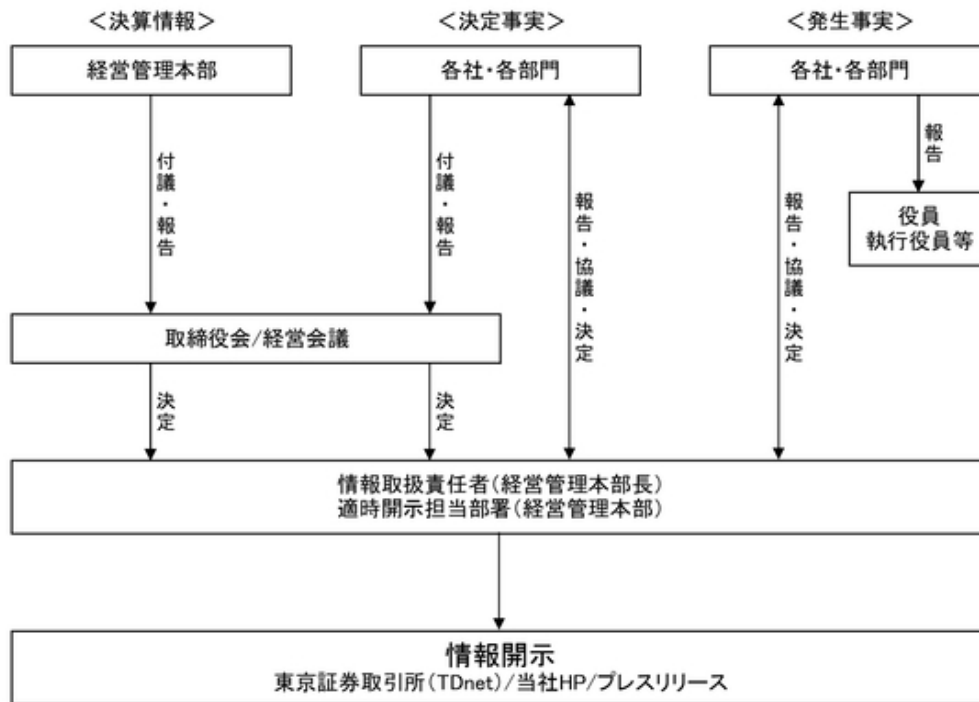 ＜決算情報＞
＜決定事実＞
＜発生事実＞
経営管理本部
各社・各部門
各社・各部門
付議・報告
付議・報告
報告・協議・決定
報告・協議・決定
報告
役員
執行役員等
取締役会/経営会議
決定
決定
情報取扱責任者(経営管理本部長)
適時開示担当部署(経営管理本部)
情報開示
東京証券取引所(TDnet)/当社HP/プレスリリース